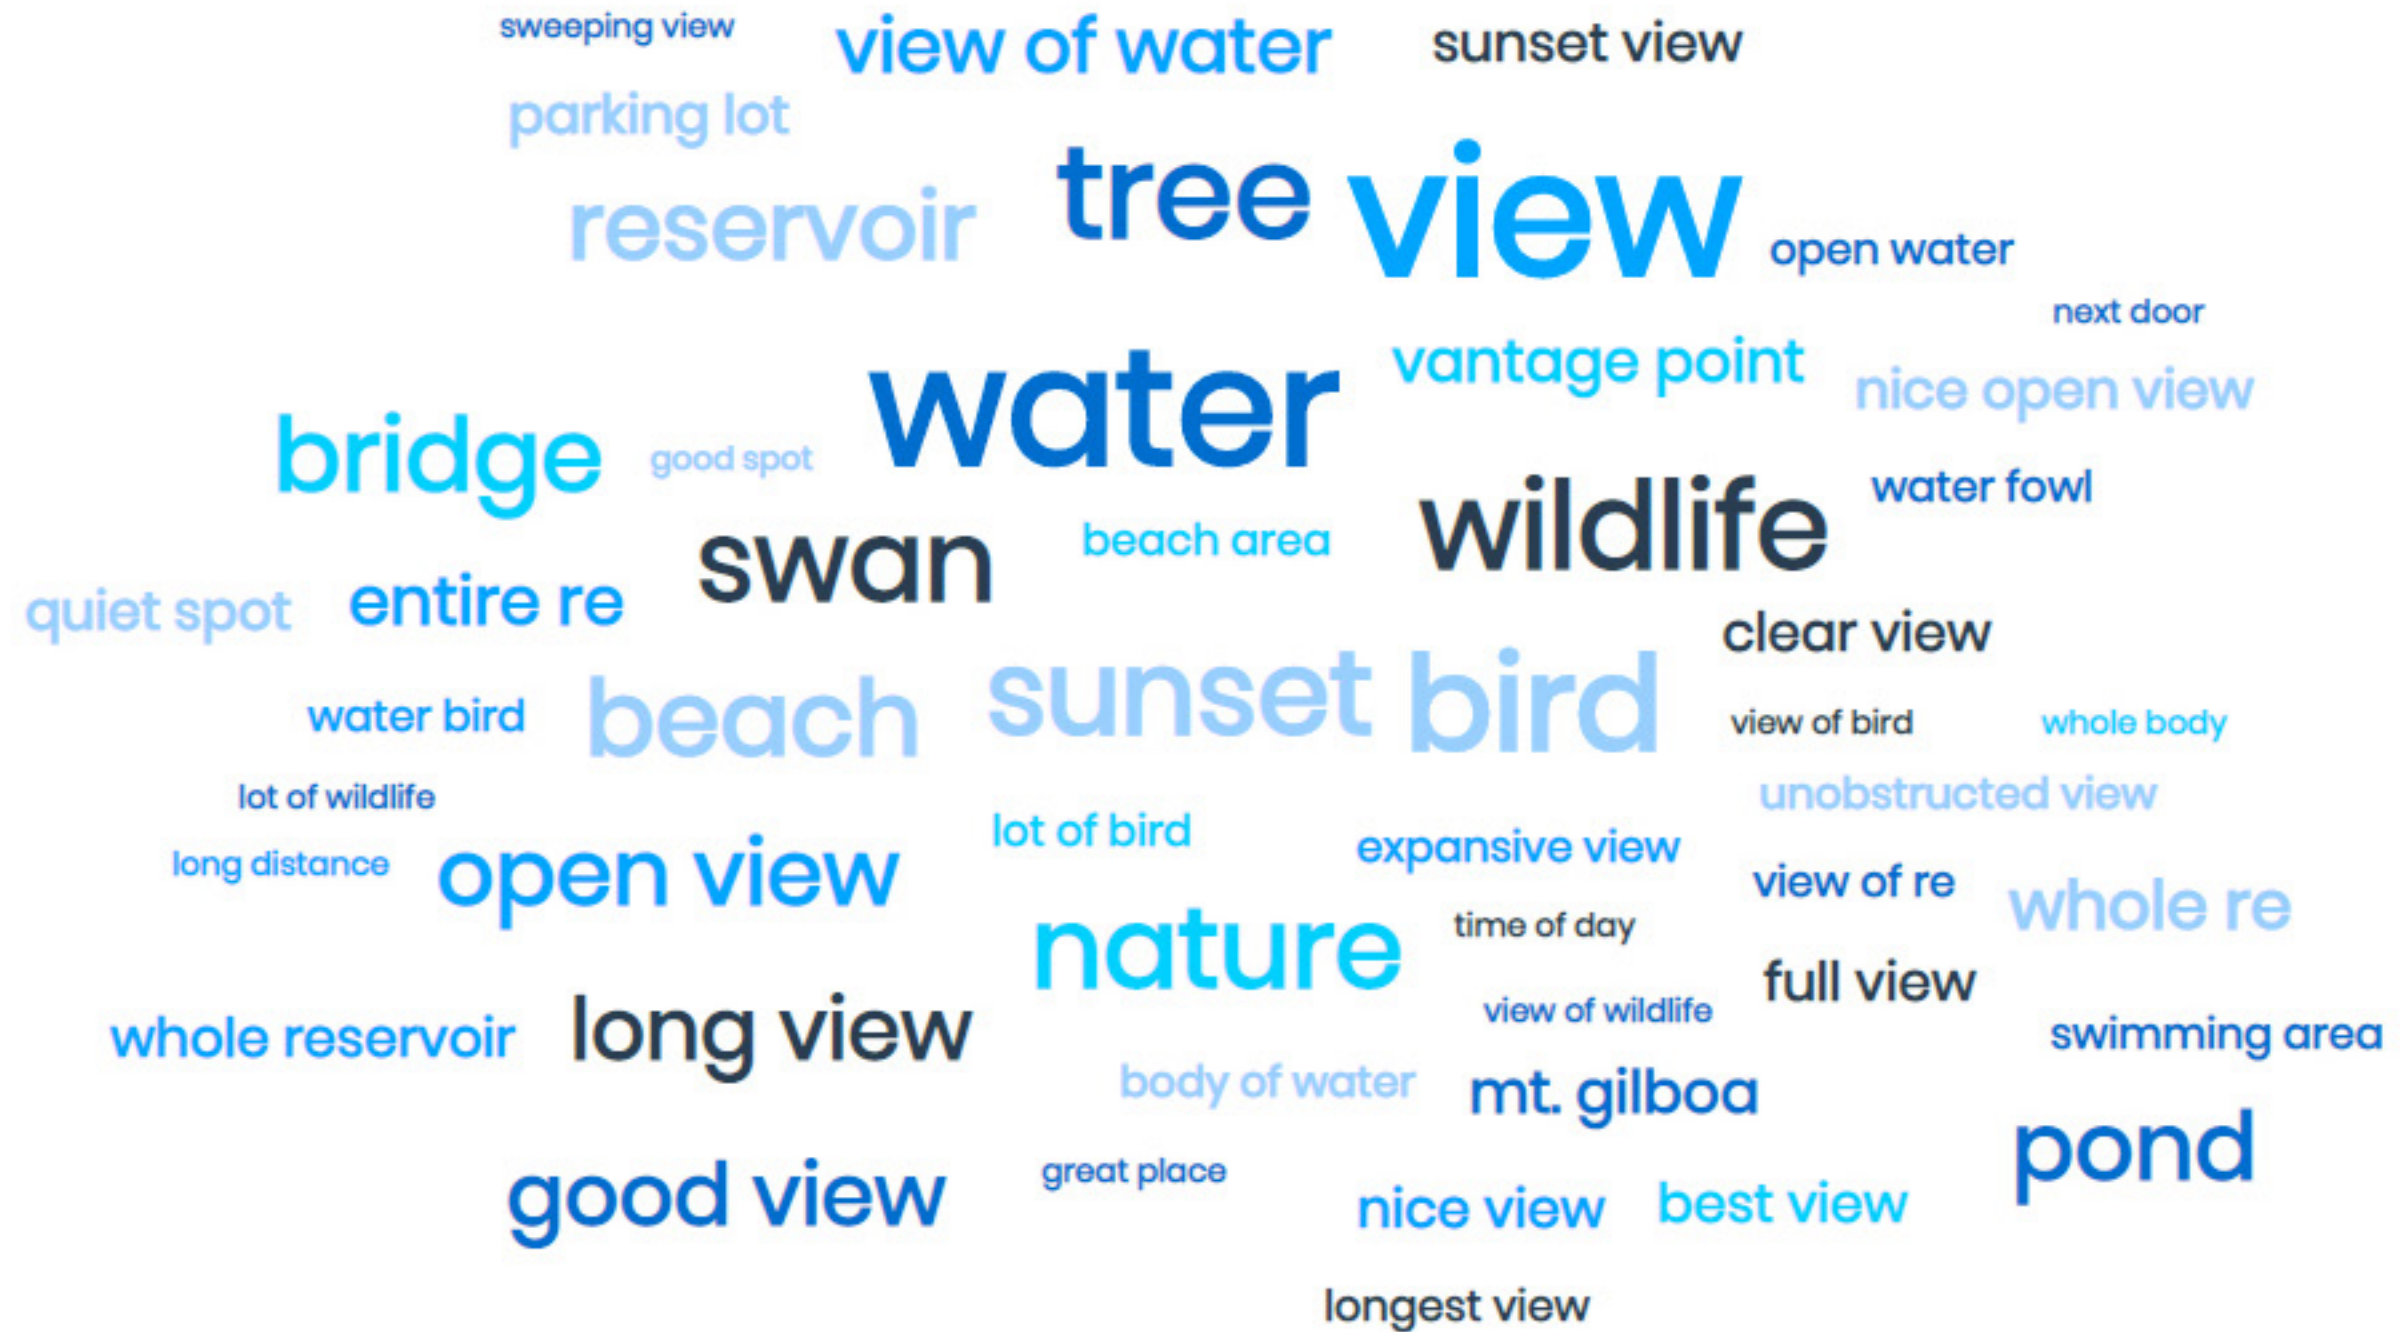 sweeping view
view of water
sunset view
parking lot
tree
view
reservoir
open water
next door
water
vantage point
nice open view
bridge
good spot
wildlife
water fowl
swan
beach area
quiet spot
entire re
clear view
sunset
bird
beach
water bird
view of bird
whole body
lot of wildlife
unobstructed view
lot of bird
expansive view
long distance
open view
view of re
whole re
nature
time of day
full view
view of wildlife
whole reservoir
long view
swimming area
body of water
mt. gilboa
pond
good view
great place
nice view
best view
longest view